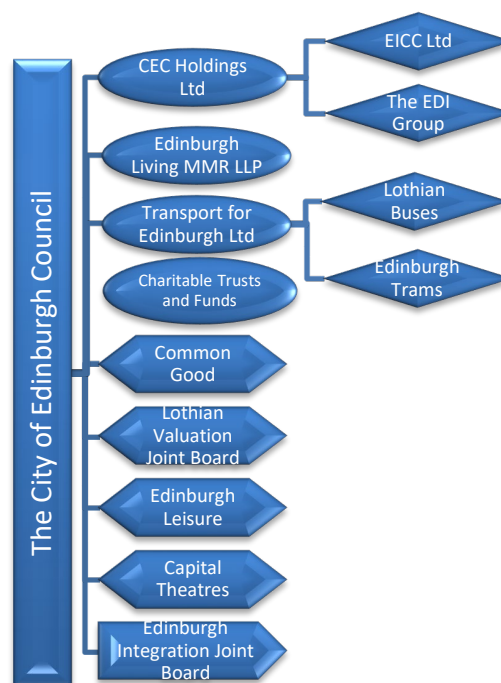 The City of Edinburgh Council
CEC Holdings
Ltd
EICC Ltd
The EDI
Group
Edinburgh
Living MMR LLP
Transport for
Edinburgh Ltd
Lothian
Buses
Edinburgh
Trams
Charitable Trusts
and Funds
Common
Good
Lothian
Valuation
Joint Board
Edinburgh
Leisure
Capital
Theatres
Edinburgh
Integration Joint
Board